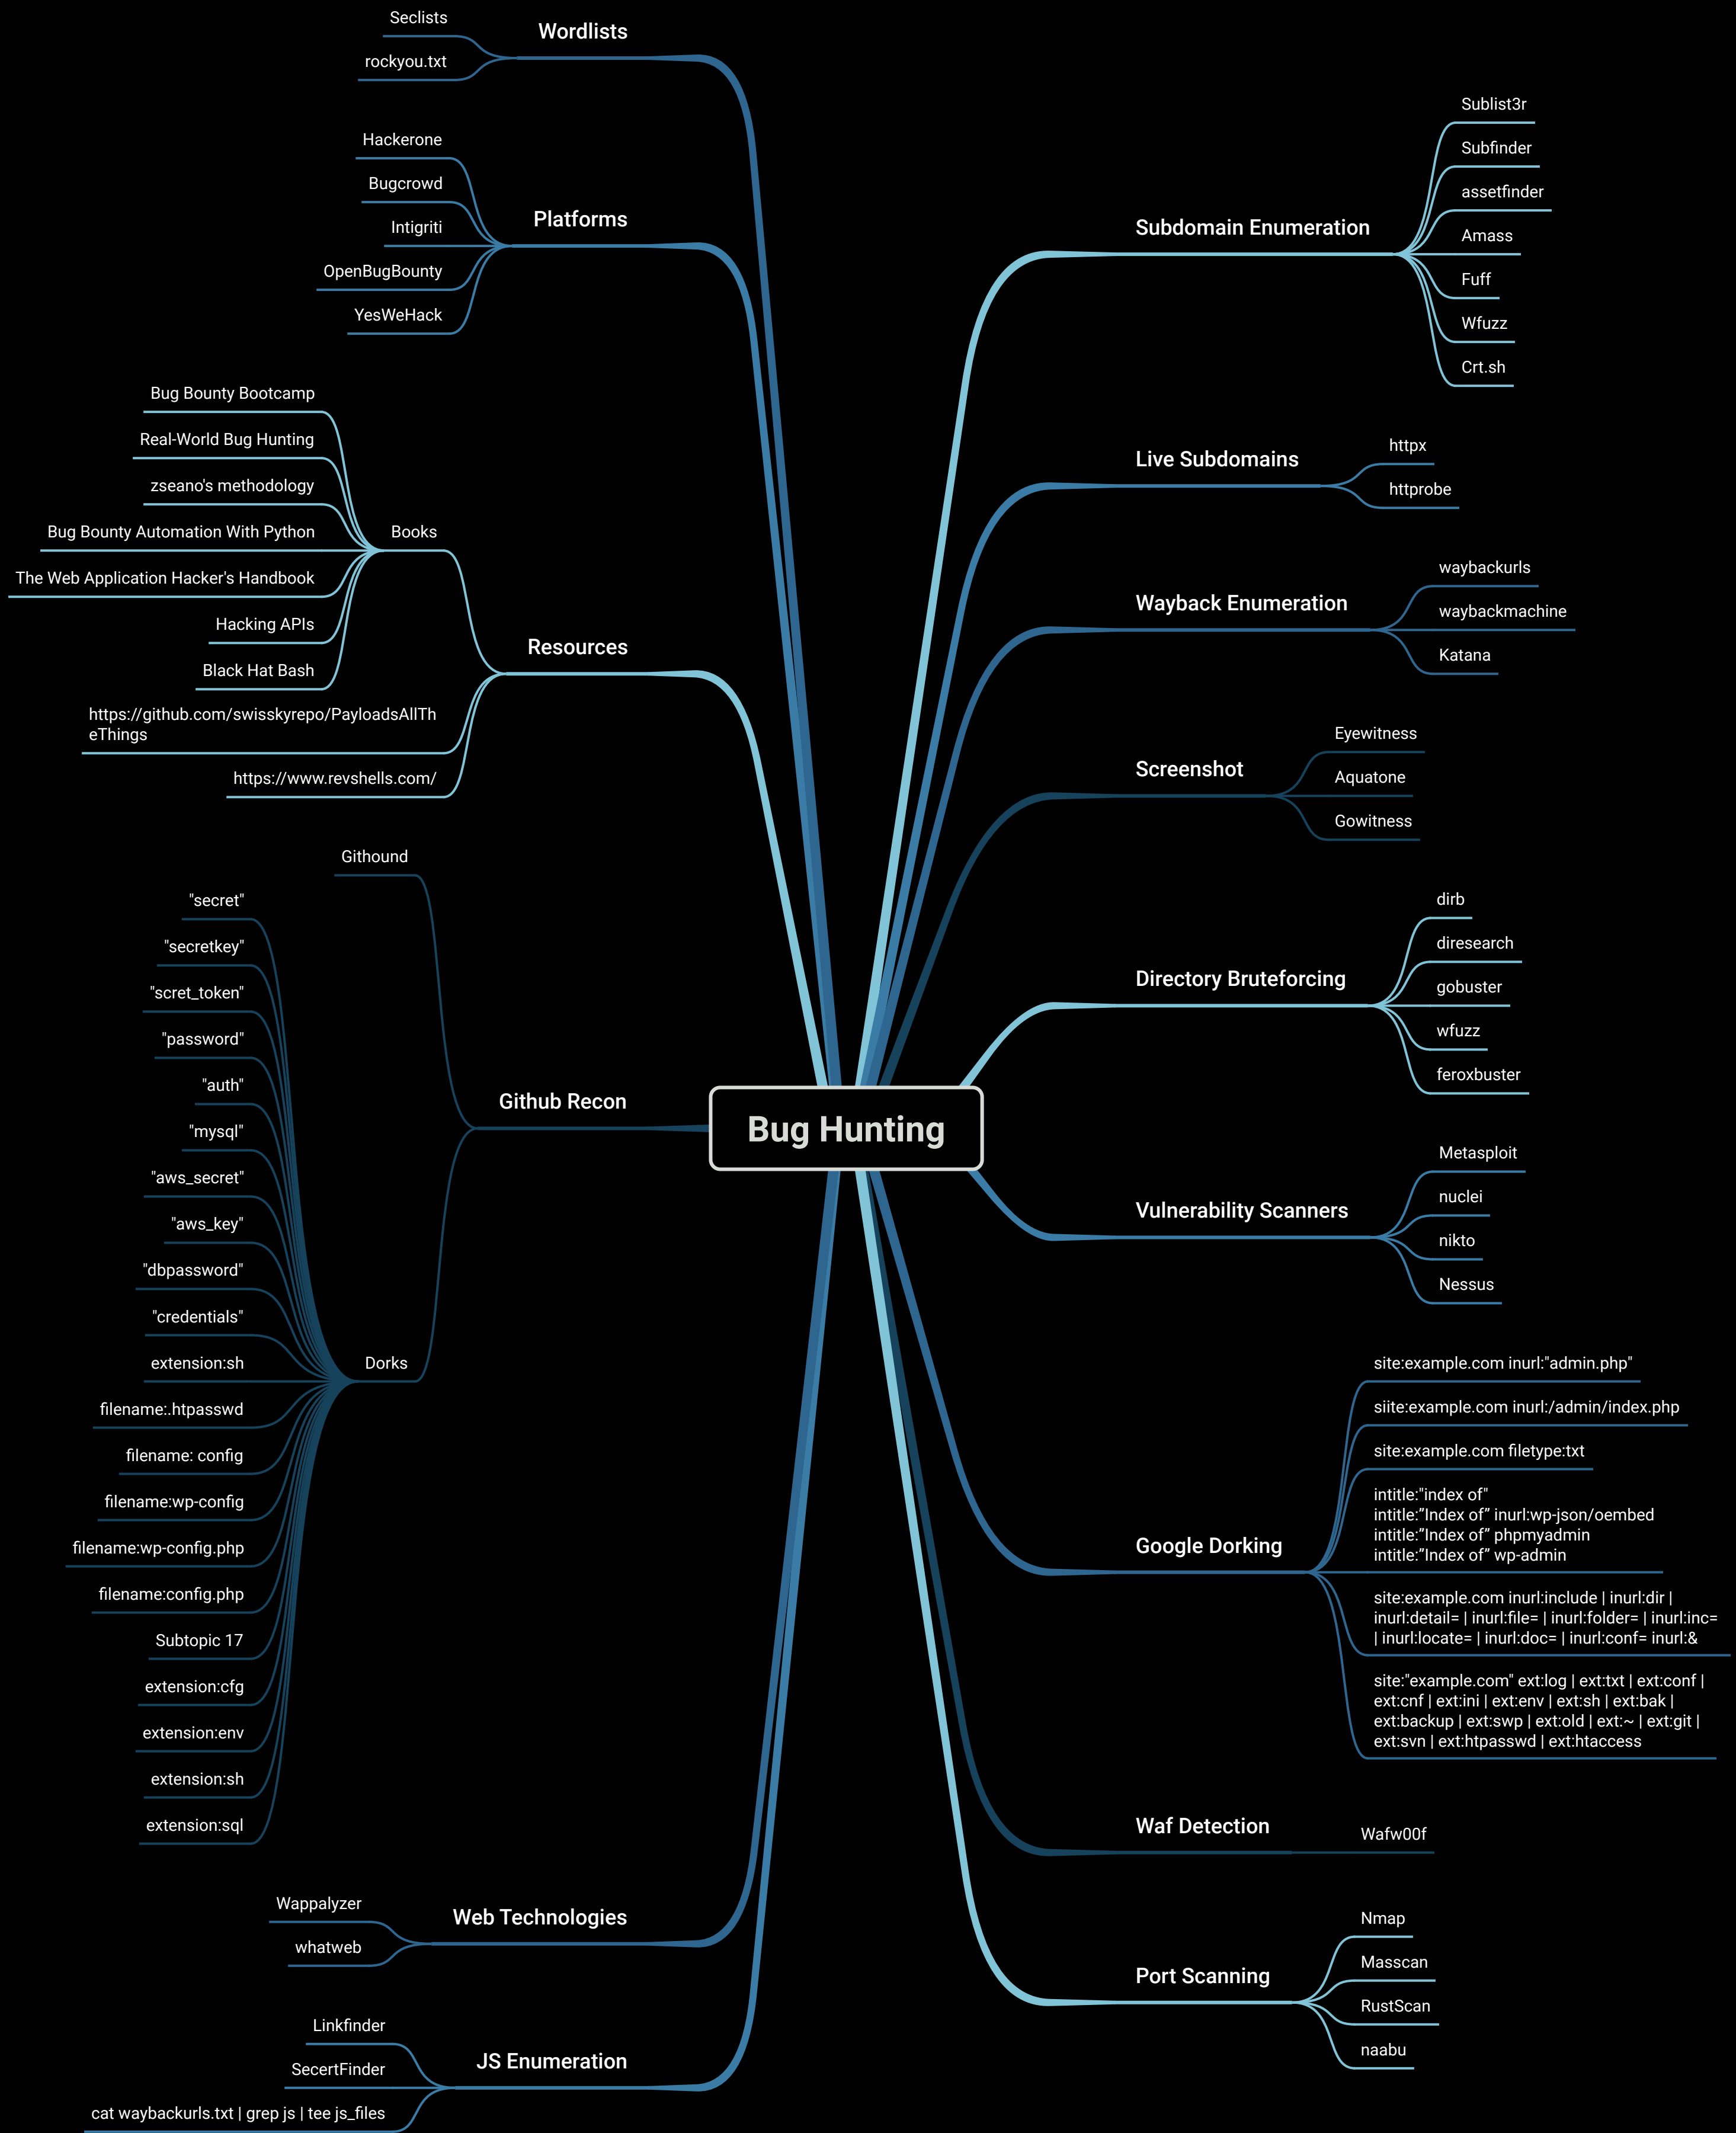 Bug Hunting
Wordlists
Seclists
rockyou.txt
Platforms
Hackerone
Bugcrowd
Intigriti
OpenBugBounty
YesWeHack
Resources
Books
Bug Bounty Bootcamp
Real-World Bug Hunting
zseano's methodology
Bug Bounty Automation With Python
The Web Application Hacker's Handbook
Hacking APIs
Black Hat Bash
https://github.com/swisskyrepo/PayloadsAllTh
eThings
https://www.revshells.com/
Github Recon
Githound
Dorks
"secret"
"secretkey"
"scret_token"
"password"
"auth"
"mysql"
"aws_secret"
"aws_key"
"dbpassword"
"credentials"
extension:sh
filename:.htpasswd
filename: config
filename:wp-config
filename:wp-config.php
filename:config.php
Subtopic 17
extension:cfg
extension:env
extension:sh
extension:sql
Web Technologies
Wappalyzer
whatweb
JS Enumeration
Linkfinder
SecertFinder
cat waybackurls.txt | grep js | tee js_files
Subdomain Enumeration
Sublist3r
Subfinder
assetfinder
Amass
Fuff
Wfuzz
Crt.sh
Live Subdomains
httpx
httprobe
Wayback Enumeration
waybackurls
waybackmachine
Katana
Screenshot
Eyewitness
Aquatone
Gowitness
Directory Bruteforcing
dirb
diresearch
gobuster
wfuzz
feroxbuster
Vulnerability Scanners
Metasploit
nuclei
nikto
Nessus
Google Dorking
site:example.com inurl:"admin.php"
siite:example.com inurl:/admin/index.php
site:example.com filetype:txt
intitle:"index of"
intitle:”Index of” inurl:wp-json/oembed
intitle:”Index of” phpmyadmin
intitle:”Index of” wp-admin
site:example.com inurl:include | inurl:dir |
inurl:detail= | inurl:file= | inurl:folder= | inurl:inc=
| inurl:locate= | inurl:doc= | inurl:conf= inurl:&
site:"example.com" ext:log | ext:txt | ext:conf |
ext:cnf | ext:ini | ext:env | ext:sh | ext:bak |
ext:backup | ext:swp | ext:old | ext:~ | ext:git |
ext:svn | ext:htpasswd | ext:htaccess
Waf Detection
Wafw00f
Port Scanning
Nmap
Masscan
RustScan
naabu